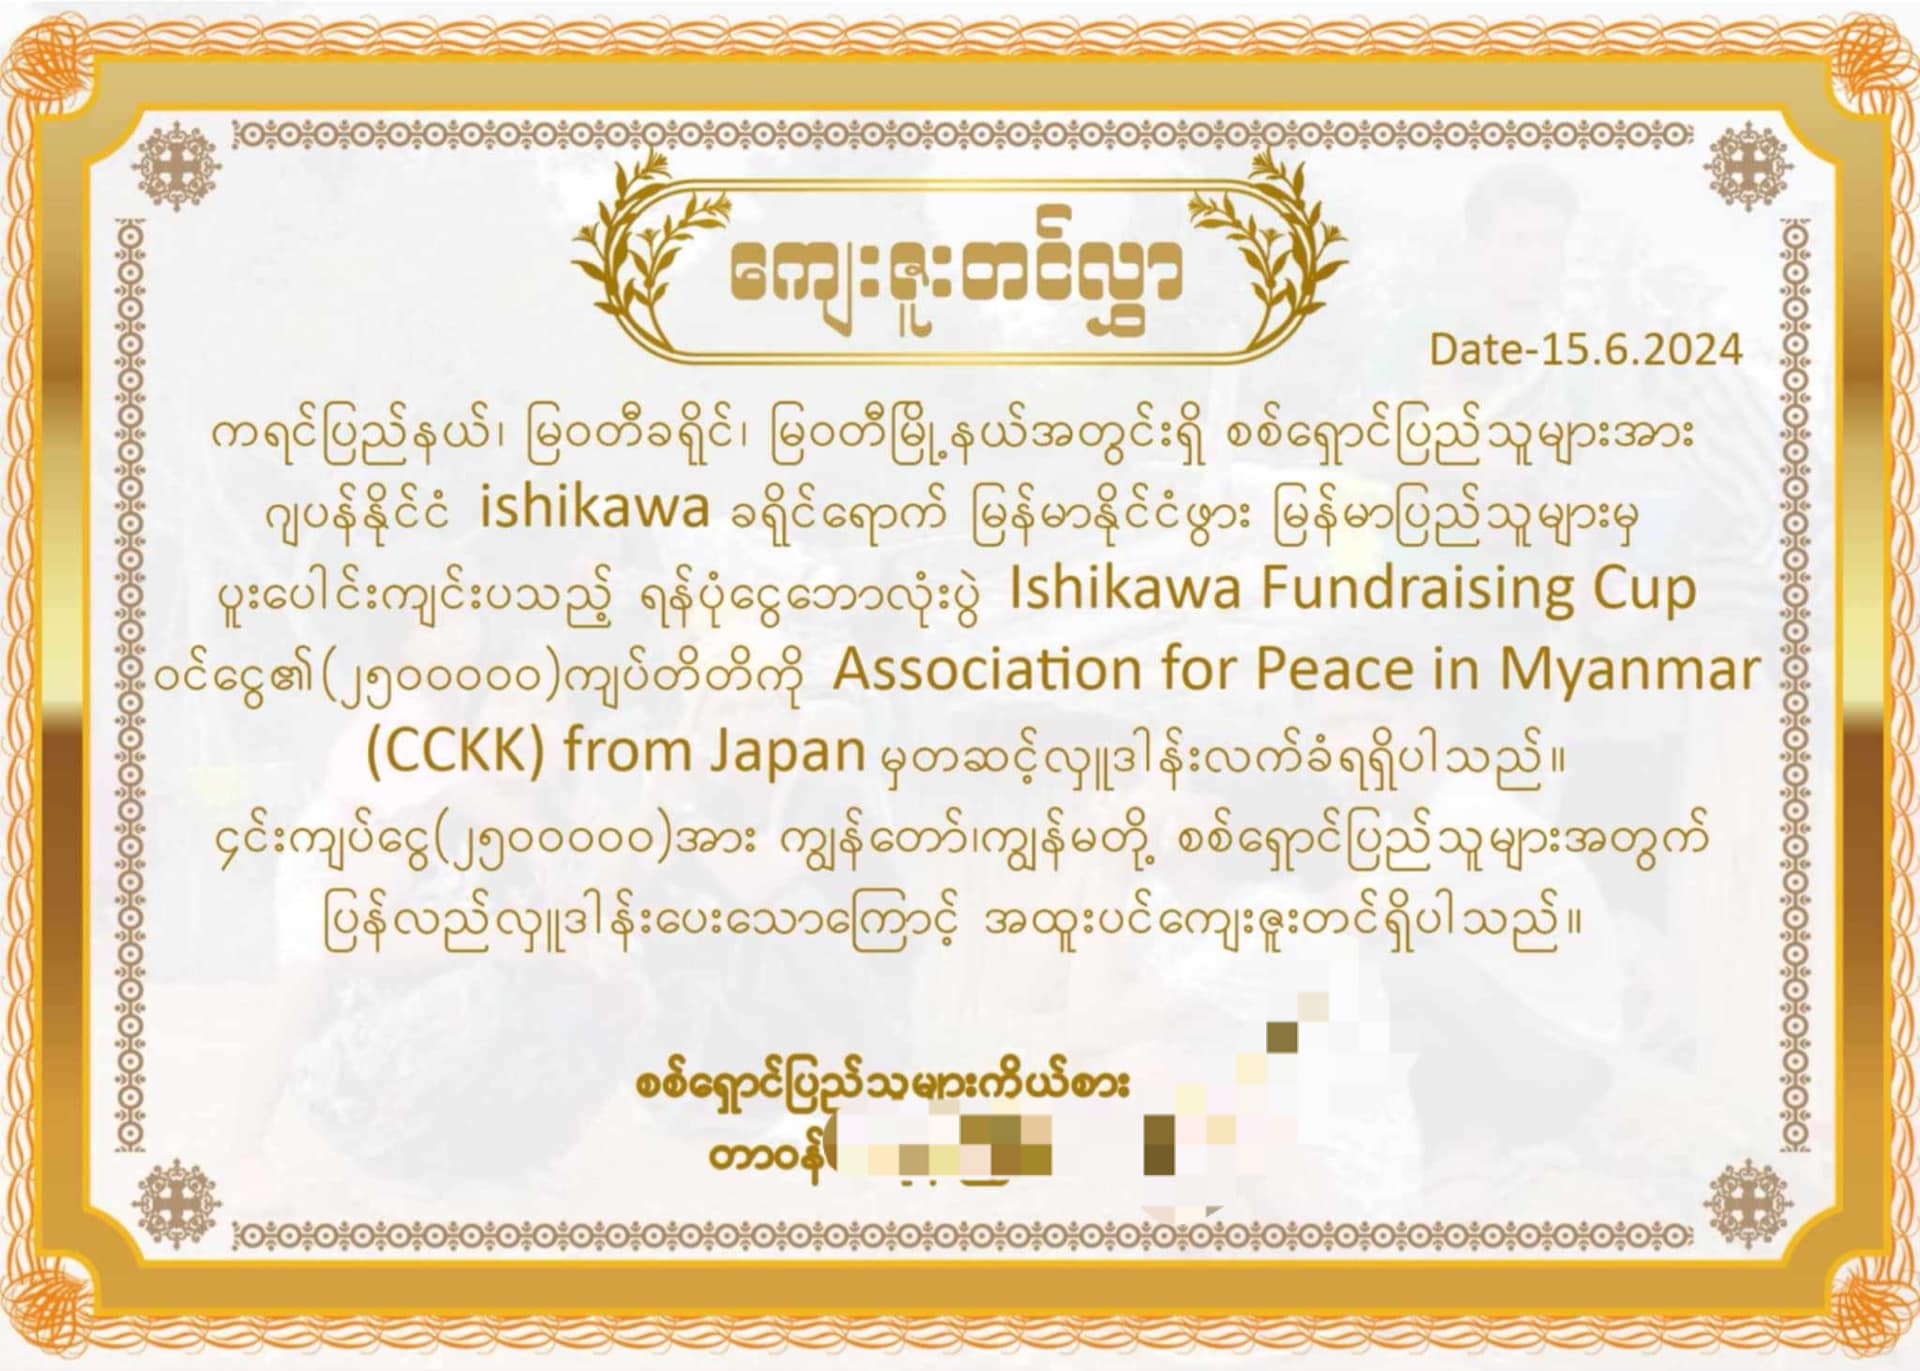 ကျေးဇူးတင်လွှာ
Date-15.6.2024
ကရင်ပြည်နယ်၊ မြဝတီခရိုင်၊ မြဝတီမြို့နယ်အတွင်းရှိ စစ်ရှောင်ပြည်သူများအား
ဂျပန်နိုင်ငံ ishikawa ခရိုင်ရောက် မြန်မာနိုင်ငံဖွား မြန်မာပြည်သူများမှ
ပူးပေါင်းကျင်းပသည့် ရန်ပုံငွေဘောလုံးပွဲ Ishikawa Fundraising Cup
ဝင်ငွေ၏(၂၅၀၀၀၀၀)ကျပ်တိတိကို Association for Peace in Myanmar
(CCKK) from Japan မှတဆင့်လှူဒါန်းလက်ခံရရှိပါသည်။
၄င်းကျပ်ငွေ(၂၅၀၀၀၀၀)အား ကျွန်တော်၊ကျွန်မတို့ စစ်ရှောင်ပြည်သူများအတွက်
ပြန်လည်လှူဒါန်းပေးသောကြောင့် အထူးပင်ကျေးဇူးတင်ရှိပါသည်။
စစ်ရှောင်ပြည်သူများကိုယ်စား
တာဝန်